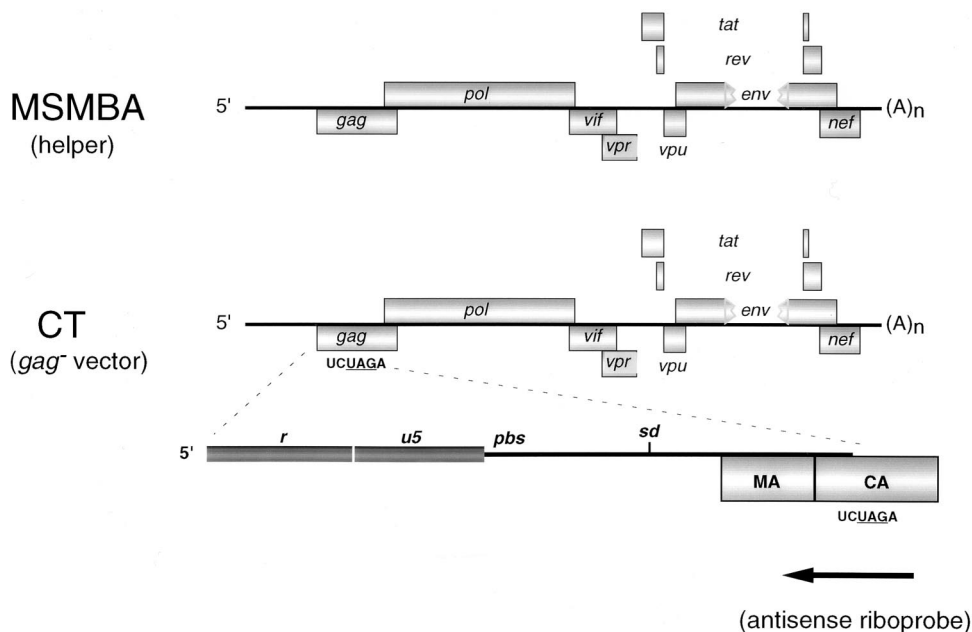 tat
rev
MSMBA
(helper)
5'
pol
env
(A)n
gag
vif
vpr
vpu
nef
tat
rev
CT
(gag- vector)
5'
pol
env
(A)n
gag
vif
vpr
vpu
nef
UCUAGA
5'
r
u5
pbs
sd
MA
CA
UCUAGA
(antisense riboprobe)